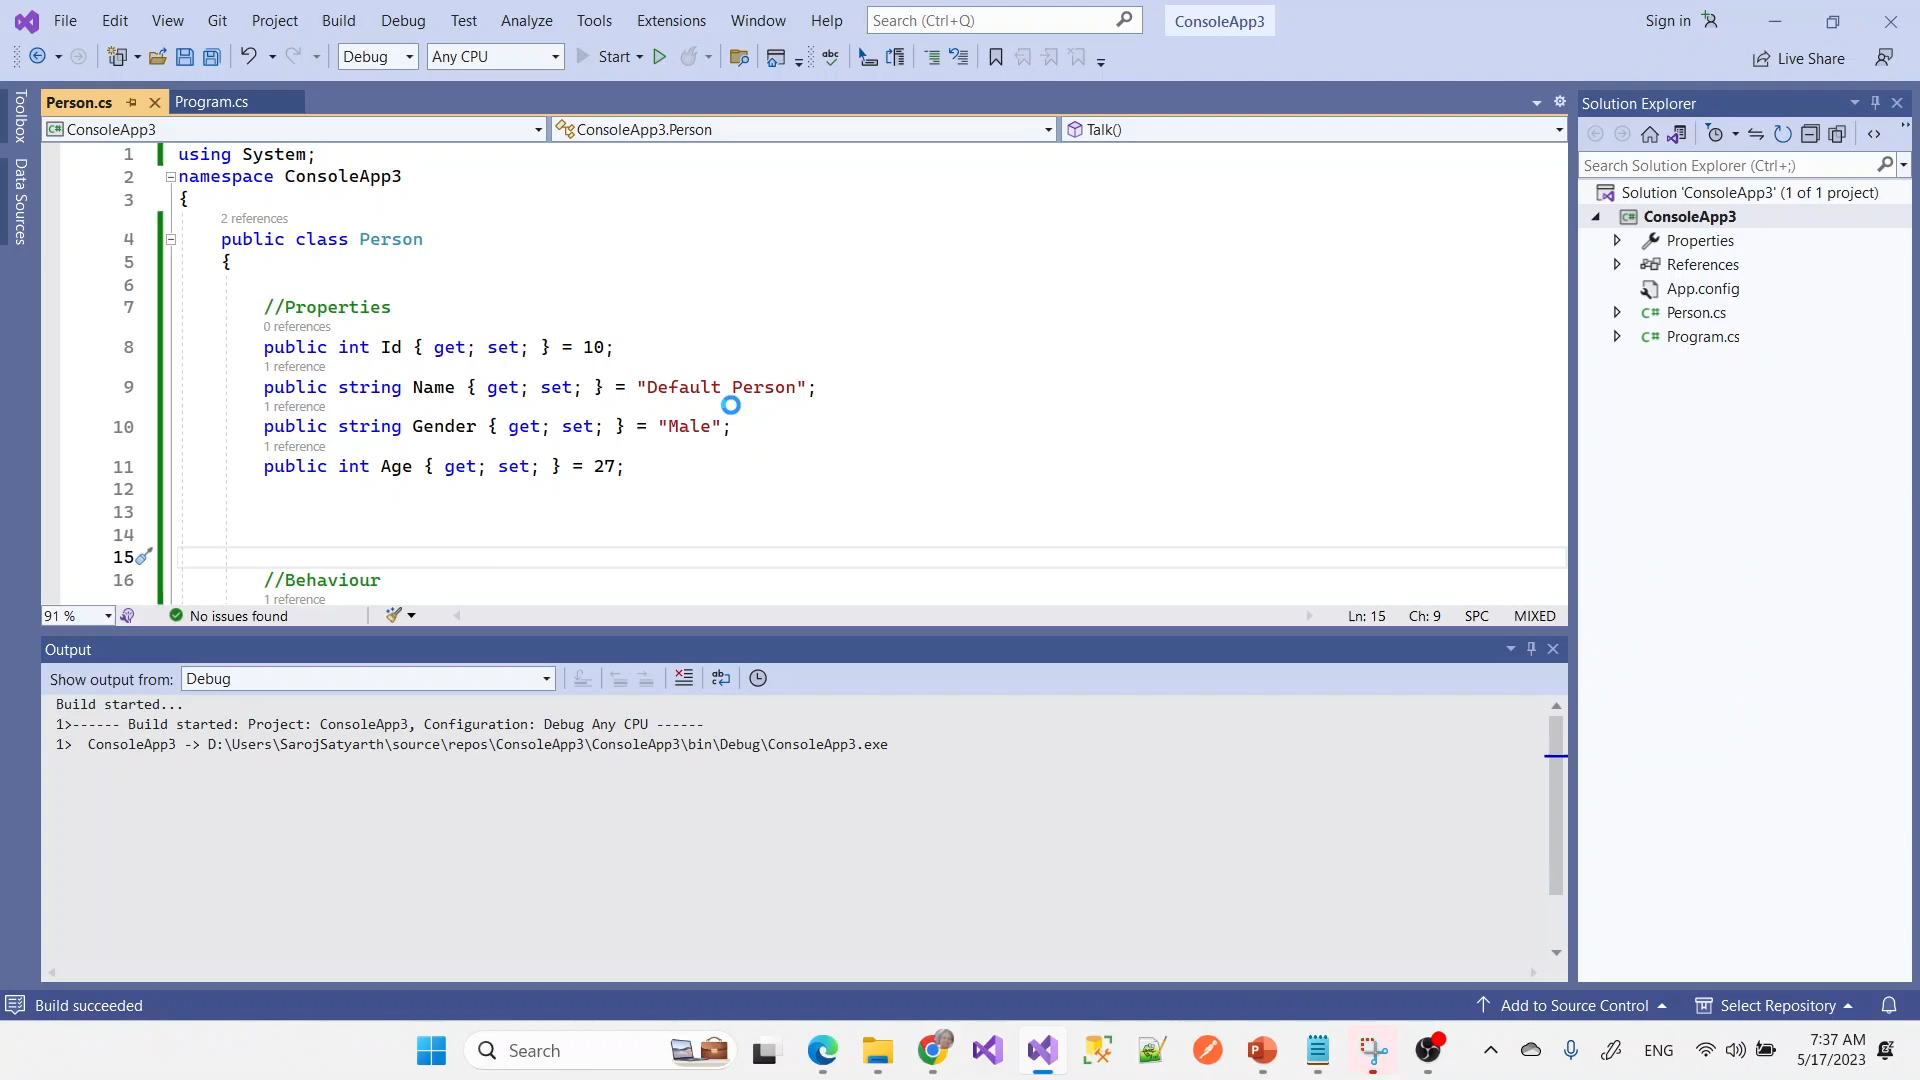 File Edit View Git Project Build Debug Test Analyze Tools Extensions Window Help Search (Ctrl+Q) ConsoleApp3 Sign in
Debug Any CPU Start Live Share
Toolbox
Data Sources
Person.cs Program.cs
ConsoleApp3 ConsoleApp3.Person Talk()
1 using System;
2 namespace ConsoleApp3
3 {
2 references
4 public class Person
5 {
6
7 //Properties
0 references
8 public int Id { get; set; } = 10;
1 reference
9 public string Name { get; set; } = "Default Person";
1 reference
10 public string Gender { get; set; } = "Male";
1 reference
11 public int Age { get; set; } = 27;
12
13
14
15
16 //Behaviour
1 reference
91 % No issues found Ln: 15 Ch: 9 SPC MIXED
Output
Show output from: Debug
Build started...
1>------ Build started: Project: ConsoleApp3, Configuration: Debug Any CPU ------
1>  ConsoleApp3 -> D:\Users\SarojSatyarth\source\repos\ConsoleApp3\ConsoleApp3\bin\Debug\ConsoleApp3.exe
Solution Explorer
Search Solution Explorer (Ctrl+;)
Solution 'ConsoleApp3' (1 of 1 project)
C# ConsoleApp3
Properties
References
App.config
C# Person.cs
C# Program.cs
Build succeeded Add to Source Control Select Repository
Search ENG 7:37 AM
5/17/2023